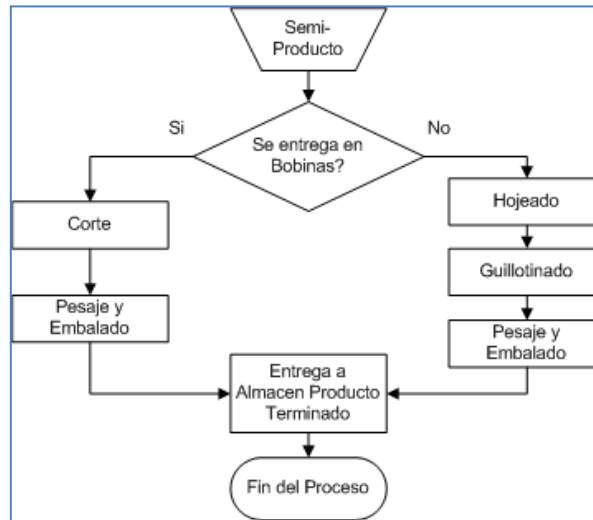 Semi-
Producto
Si
No
Se entrega en
Bobinas?
Corte
Hojeado
Guillotinado
Pesaje y
Embalado
Pesaje y
Embalado
Entrega a
Almacen Producto
Terminado
Fin del Proceso